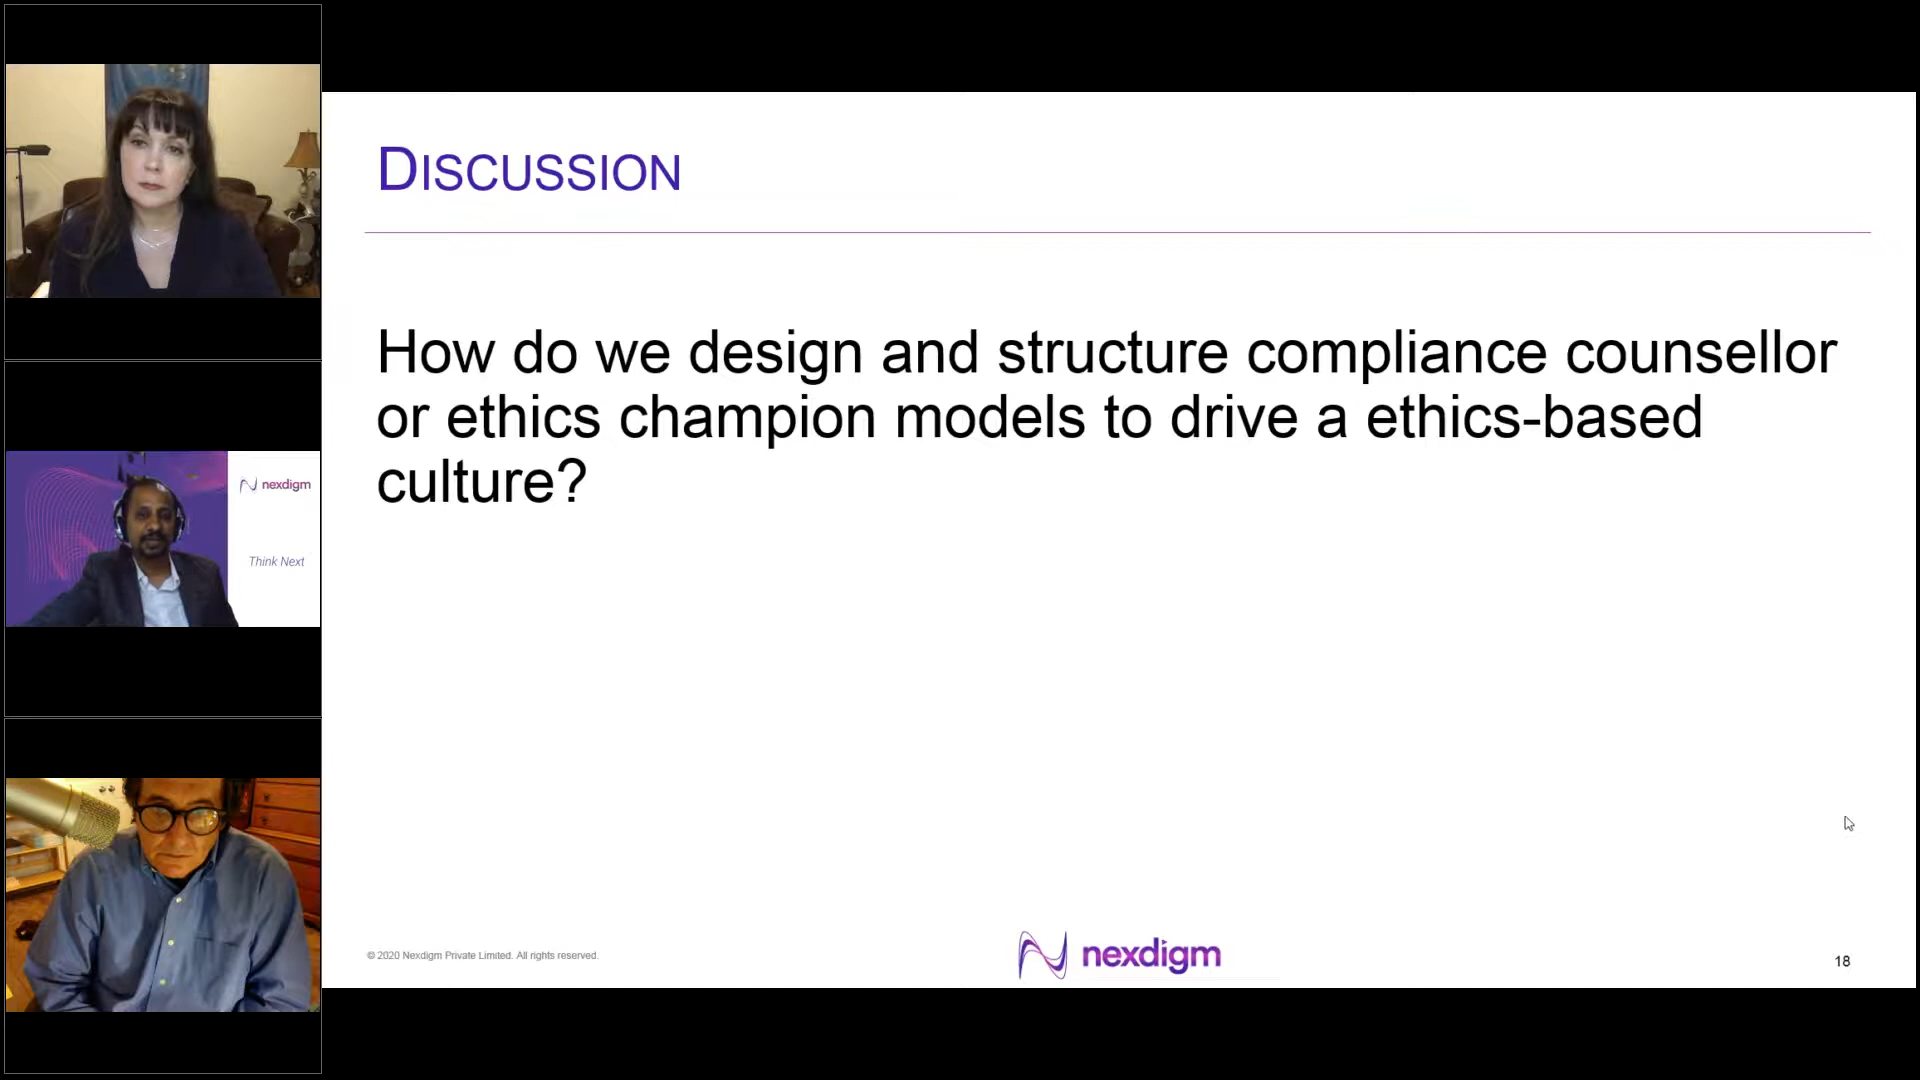 nexdigm
Think Next
DISCUSSION
How do we design and structure compliance counsellor
or ethics champion models to drive a ethics-based
culture?
© 2020 Nexdigm Private Limited. All rights reserved.
nexdigm
18